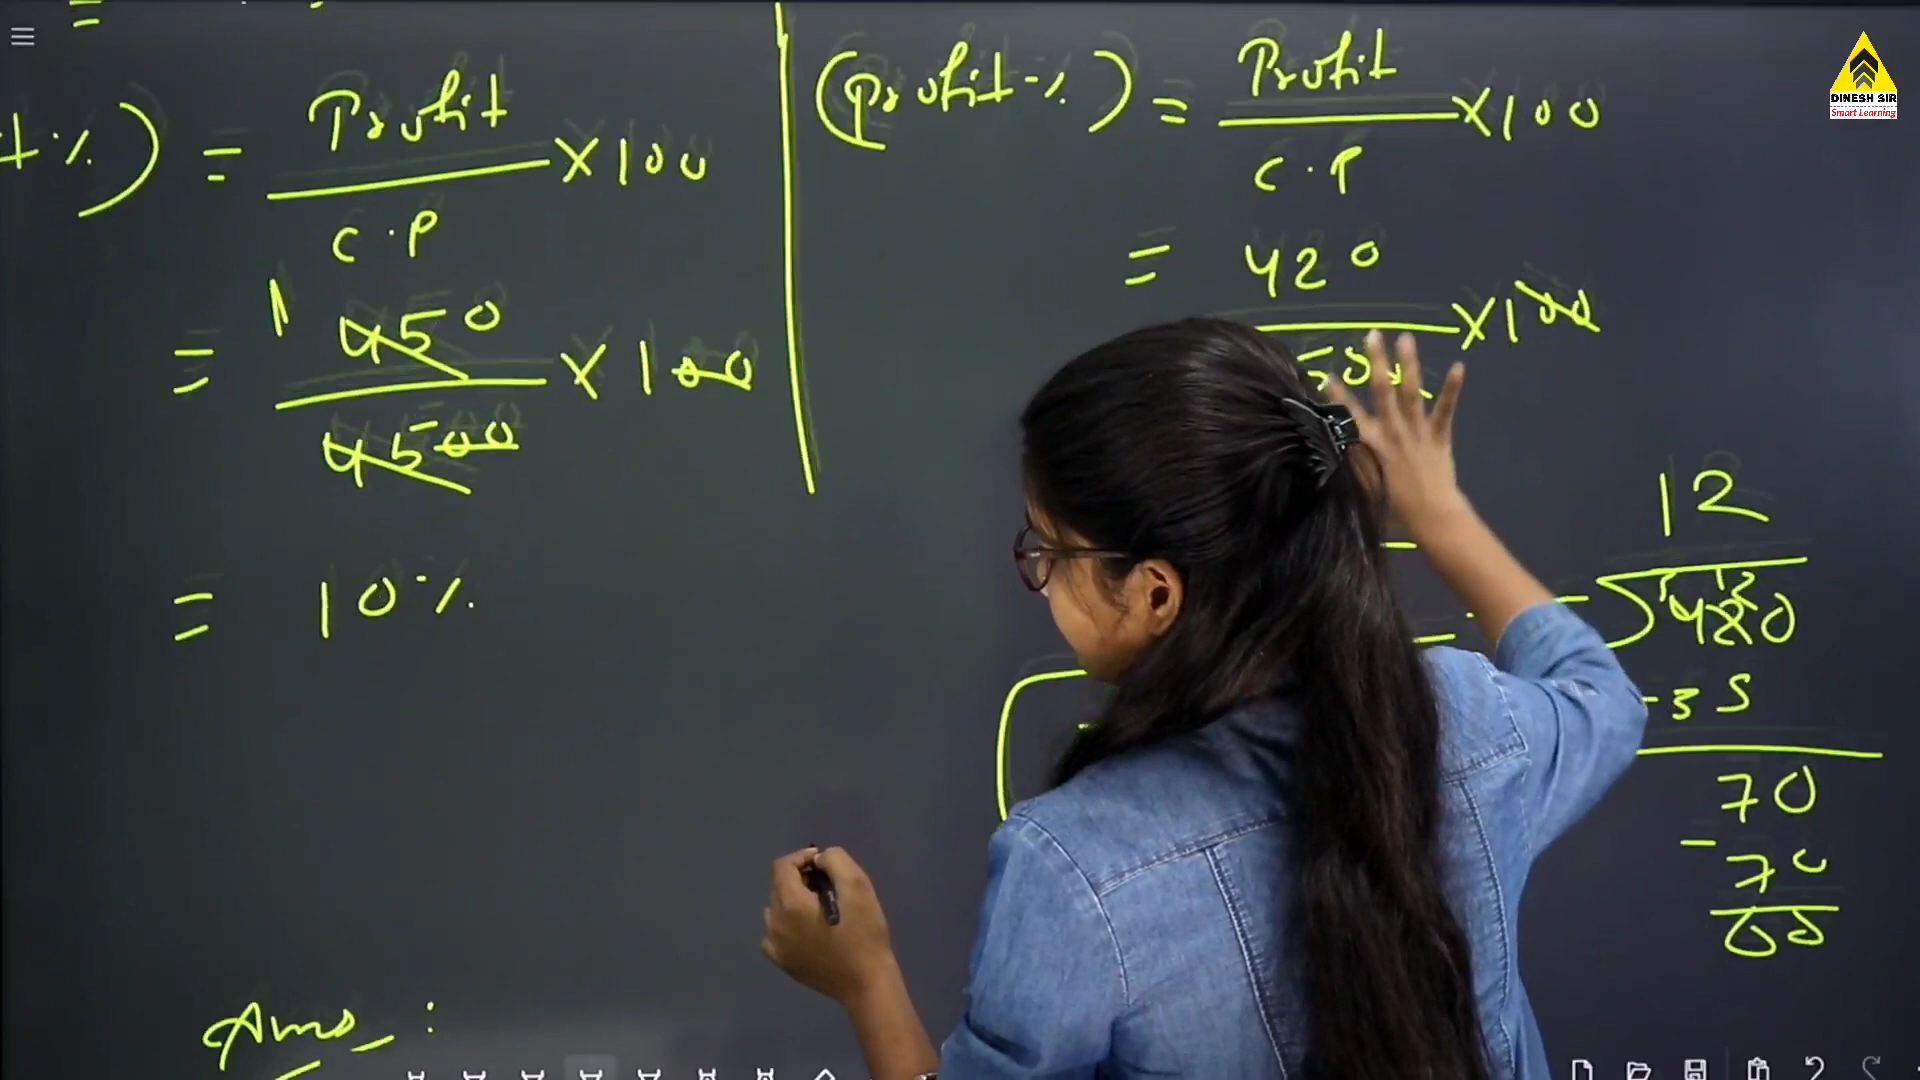 t%) = Profit / C.P × 100
= 450 / 4500 × 100
= 10%
Ans :
(Profit %) = Profit / C.P × 100
= 420 / 500 × 100
12
420
-35
70
-70
00
DINESH SIR
Smart Learning